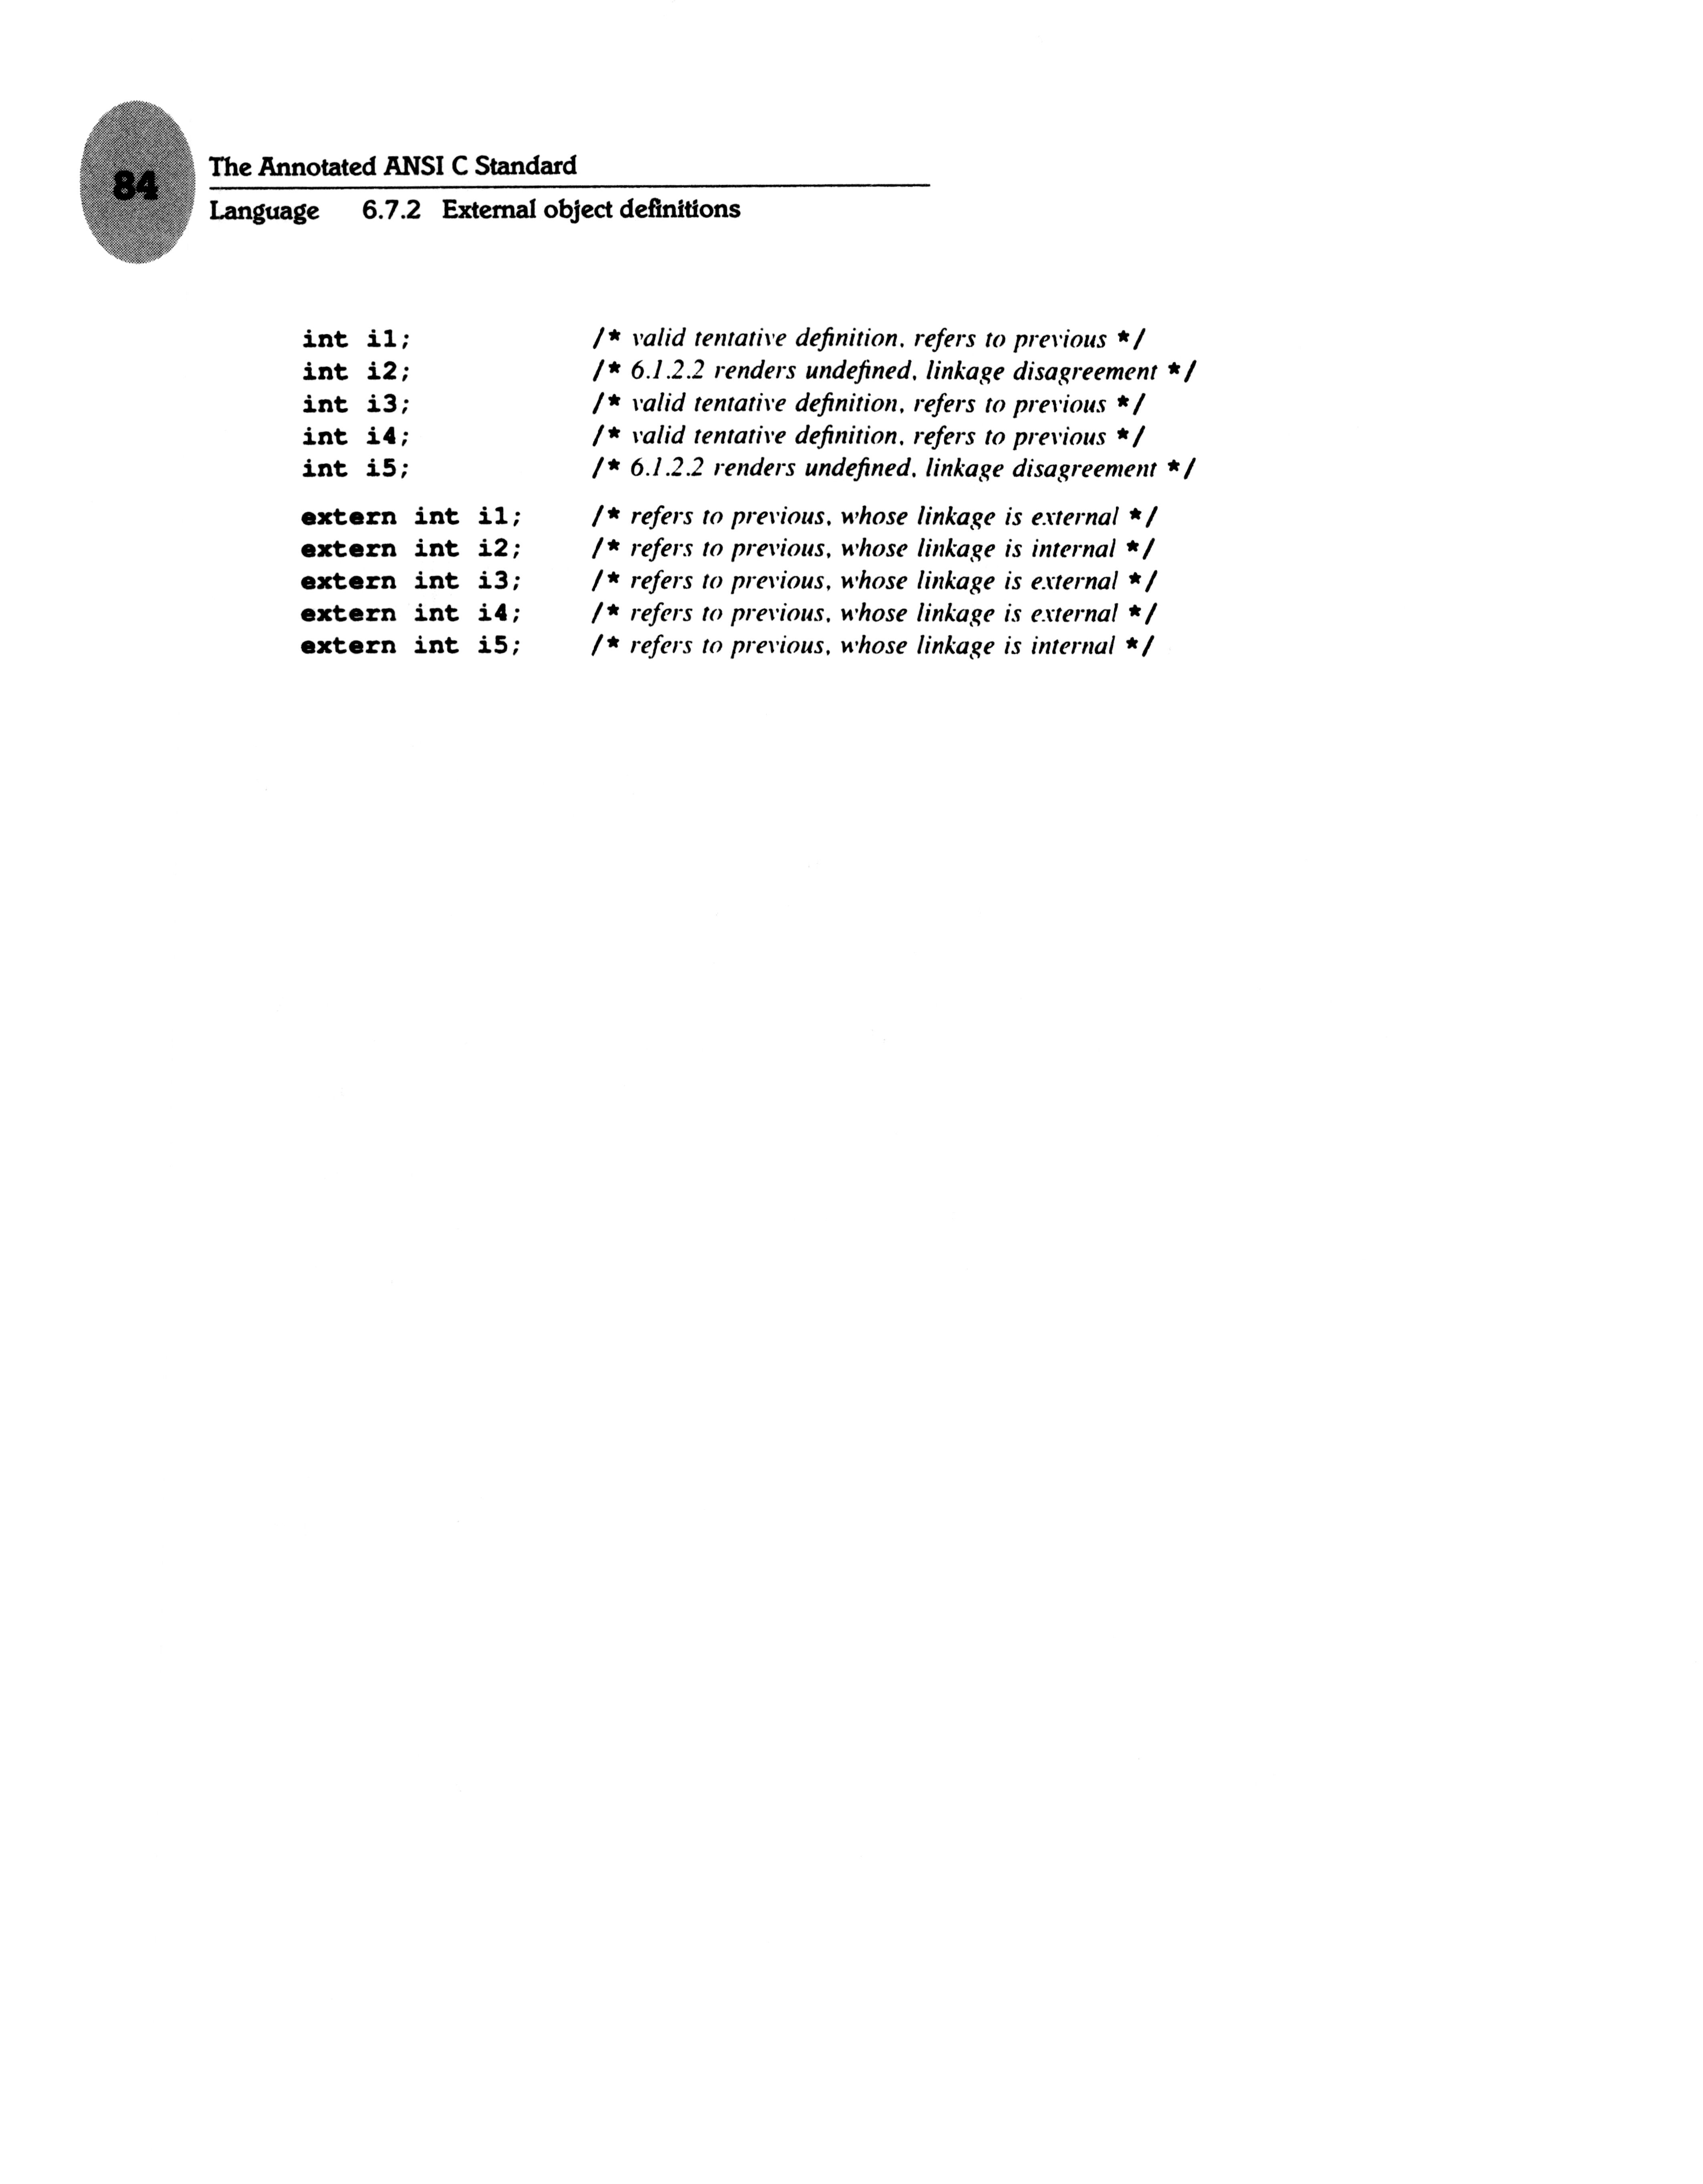 84
The Annotated ANSI C Standard
Language 6.7.2 External object definitions
int i1; /* valid tentative definition, refers to previous */
int i2; /* 6.1.2.2 renders undefined, linkage disagreement */
int i3; /* valid tentative definition, refers to previous */
int i4; /* valid tentative definition, refers to previous */
int i5; /* 6.1.2.2 renders undefined, linkage disagreement */
extern int i1; /* refers to previous, whose linkage is external */
extern int i2; /* refers to previous, whose linkage is internal */
extern int i3; /* refers to previous, whose linkage is external */
extern int i4; /* refers to previous, whose linkage is external */
extern int i5; /* refers to previous, whose linkage is internal */